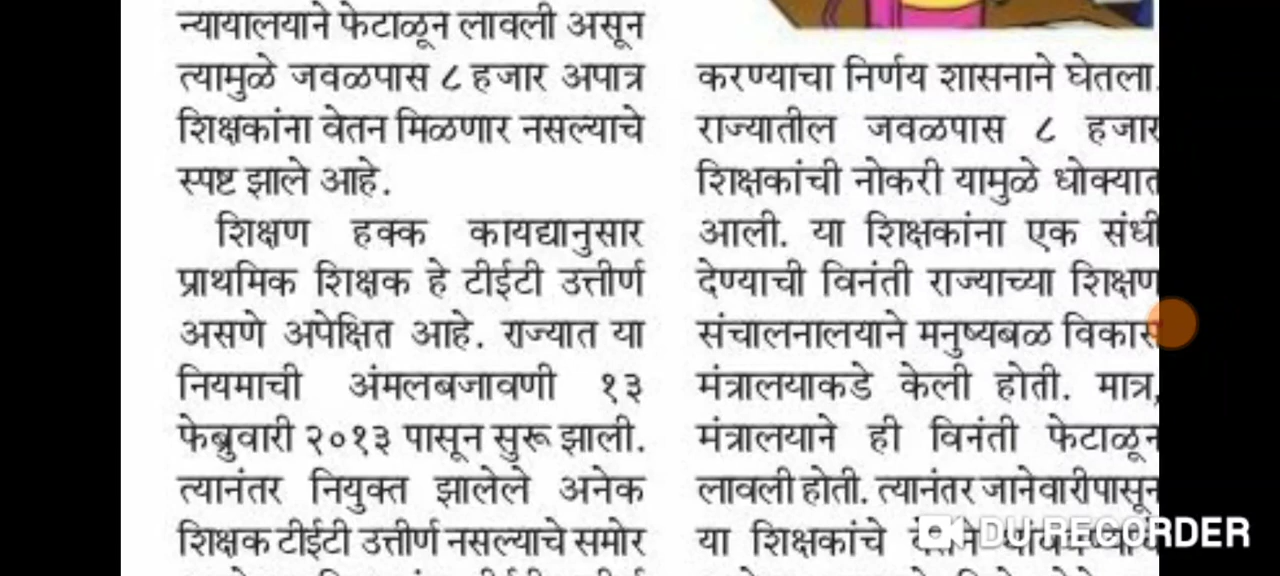 न्यायालयाने फेटाळून लावली असून
त्यामुळे जवळपास ८ हजार अपात्र
शिक्षकांना वेतन मिळणार नसल्याचे
स्पष्ट झाले आहे.
शिक्षण हक्क कायद्यानुसार
प्राथमिक शिक्षक हे टीईटी उत्तीर्ण
असणे अपेक्षित आहे. राज्यात या
नियमाची अंमलबजावणी १३
फेब्रुवारी २०१३ पासून सुरू झाली.
त्यानंतर नियुक्त झालेले अनेक
शिक्षक टीईटी उत्तीर्ण नसल्याचे समोर
करण्याचा निर्णय शासनाने घेतला.
राज्यातील जवळपास ८ हजार
शिक्षकांची नोकरी यामुळे धोक्यात
आली. या शिक्षकांना एक संधी
देण्याची विनंती राज्याच्या शिक्षण
संचालनालयाने मनुष्यबळ विकास
मंत्रालयाकडे केली होती. मात्र,
मंत्रालयाने ही विनंती फेटाळून
लावली होती. त्यानंतर जानेवारीपासून
या शिक्षकांचे
DU RECORDER